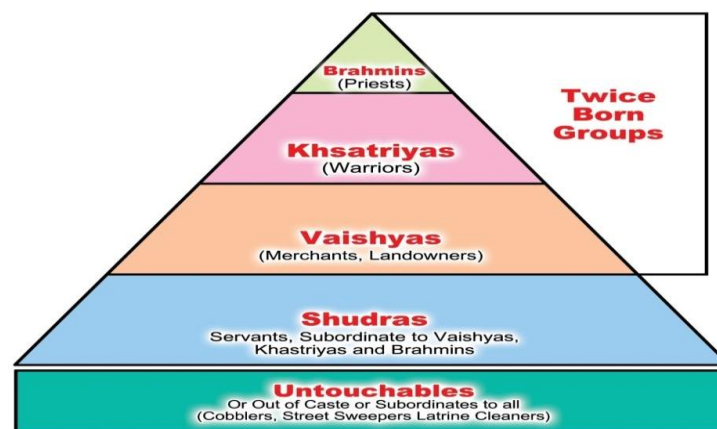 Brahmins
(Priests)
Twice
Born
Groups
Khsatriyas
(Warriors)
Vaishyas
(Merchants, Landowners)
Shudras
Servants, Subordinate to Vaishyas,
Khastriyas and Brahmins
Untouchables
Or Out of Caste or Subordinates to all
(Cobblers, Street Sweepers Latrine Cleaners)